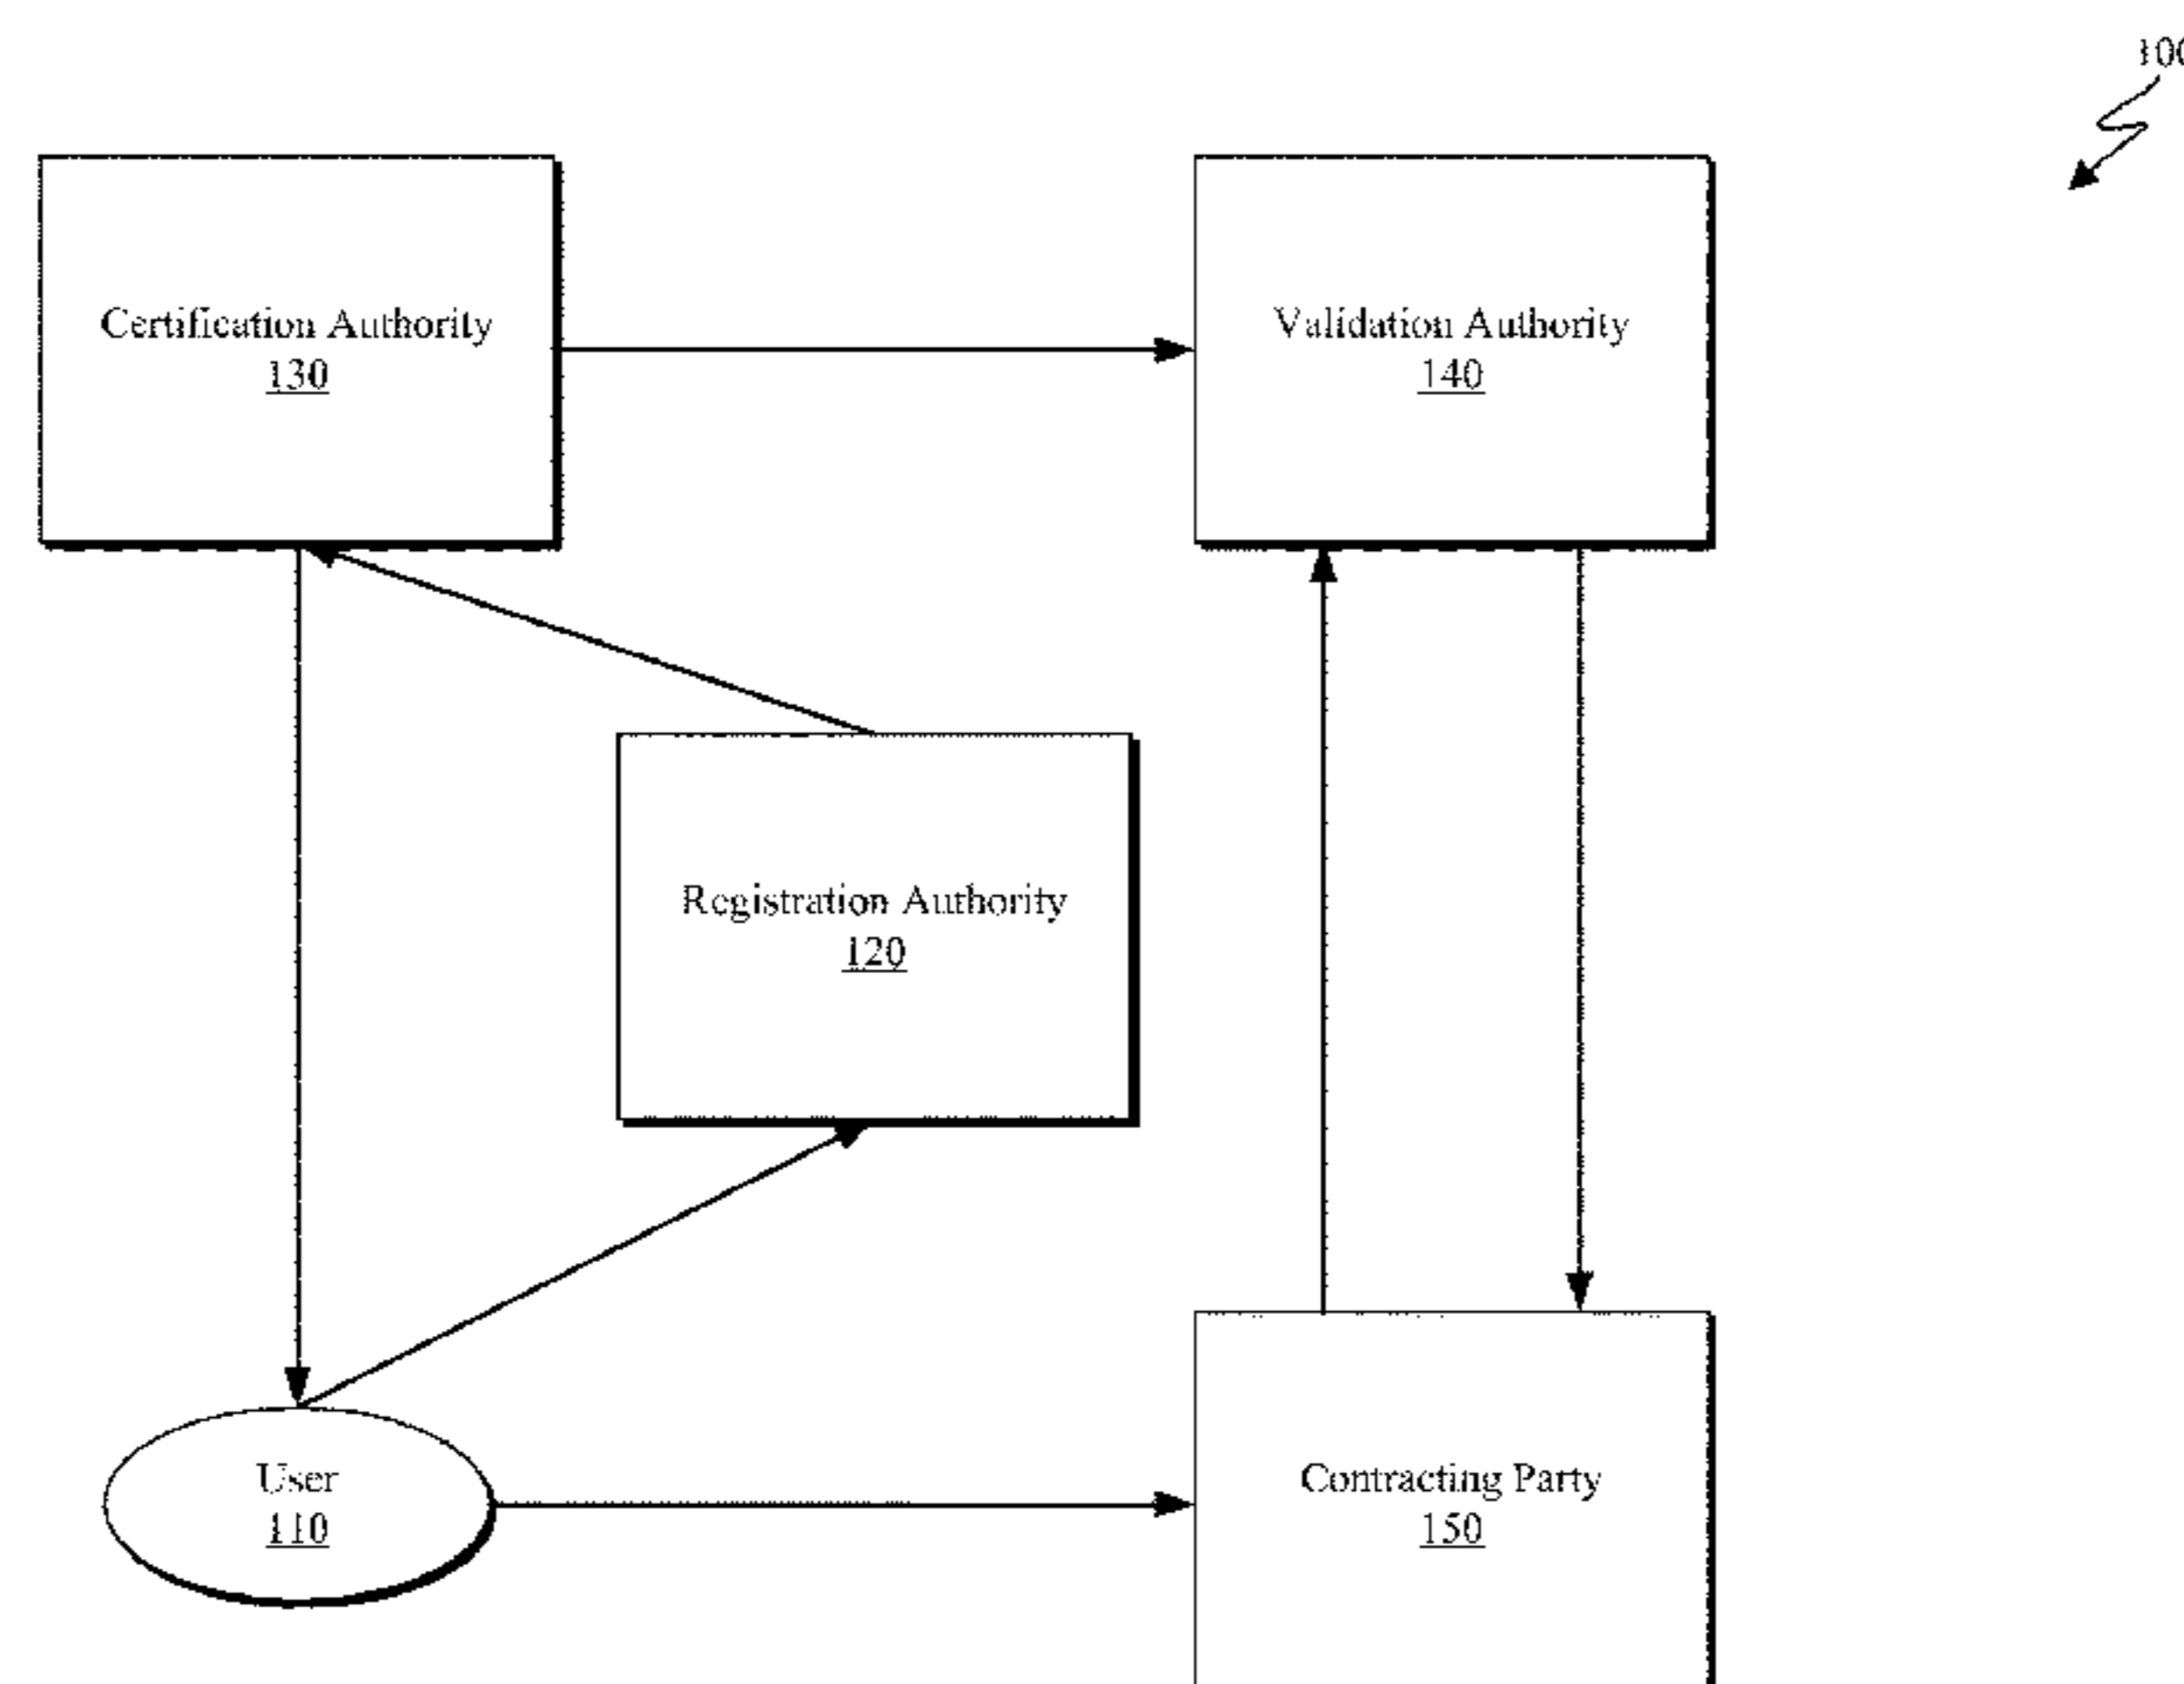 100
Certification Authority
130
Validation Authority
140
Registration Authority
120
User
110
Contracting Party
150